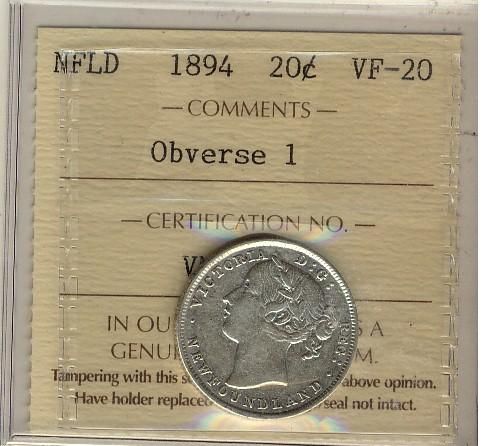 NFLD 1894 20¢ VF-20
— COMMENTS —
Obverse 1
— CERTIFICATION NO. —
IN OU
A
GENU
M.
Tampering with this
above opinion.
Have holder replace
seal not intact.
VICTORIA D:G:
REG:
NEWFOUNDLAND